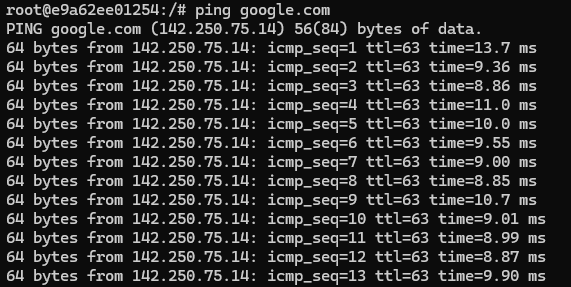 root@e9a62ee01254:/# ping google.com
PING google.com (142.250.75.14) 56(84) bytes of data.
64 bytes from 142.250.75.14: icmp_seq=1 ttl=63 time=13.7 ms
64 bytes from 142.250.75.14: icmp_seq=2 ttl=63 time=9.36 ms
64 bytes from 142.250.75.14: icmp_seq=3 ttl=63 time=8.86 ms
64 bytes from 142.250.75.14: icmp_seq=4 ttl=63 time=11.0 ms
64 bytes from 142.250.75.14: icmp_seq=5 ttl=63 time=10.0 ms
64 bytes from 142.250.75.14: icmp_seq=6 ttl=63 time=9.55 ms
64 bytes from 142.250.75.14: icmp_seq=7 ttl=63 time=9.00 ms
64 bytes from 142.250.75.14: icmp_seq=8 ttl=63 time=8.85 ms
64 bytes from 142.250.75.14: icmp_seq=9 ttl=63 time=10.7 ms
64 bytes from 142.250.75.14: icmp_seq=10 ttl=63 time=9.01 ms
64 bytes from 142.250.75.14: icmp_seq=11 ttl=63 time=8.99 ms
64 bytes from 142.250.75.14: icmp_seq=12 ttl=63 time=8.87 ms
64 bytes from 142.250.75.14: icmp_seq=13 ttl=63 time=9.90 ms